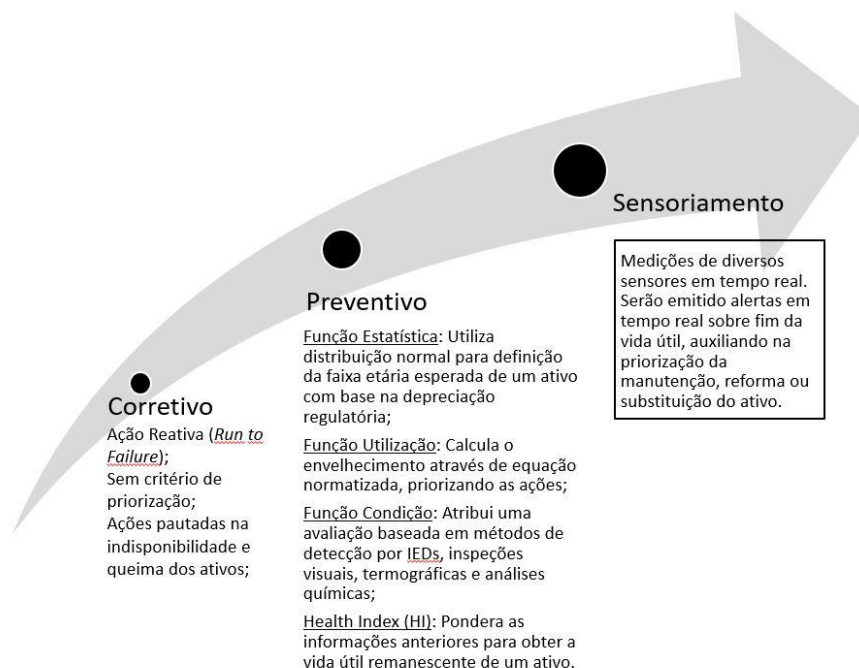 Corretivo
Ação Reativa (Run to
Failure);
Sem critério de
priorização;
Ações pautadas na
indisponibilidade e
queima dos ativos;
Preventivo
Função Estatística: Utiliza
distribuição normal para definição
da faixa etária esperada de um ativo
com base na depreciação
regulatória;
Função Utilização: Calcula o
envelhecimento através de equação
normatizada, priorizando as ações;
Função Condição: Atribui uma
avaliação baseada em métodos de
detecção por IEDs, inspeções
visuais, termográficas e análises
químicas;
Health Index (HI): Pondera as
informações anteriores para obter a
vida útil remanescente de um ativo.
Sensoriamento
Medições de diversos
sensores em tempo real.
Serão emitido alertas em
tempo real sobre fim da
vida útil, auxiliando na
priorização da
manutenção, reforma ou
substituição do ativo.